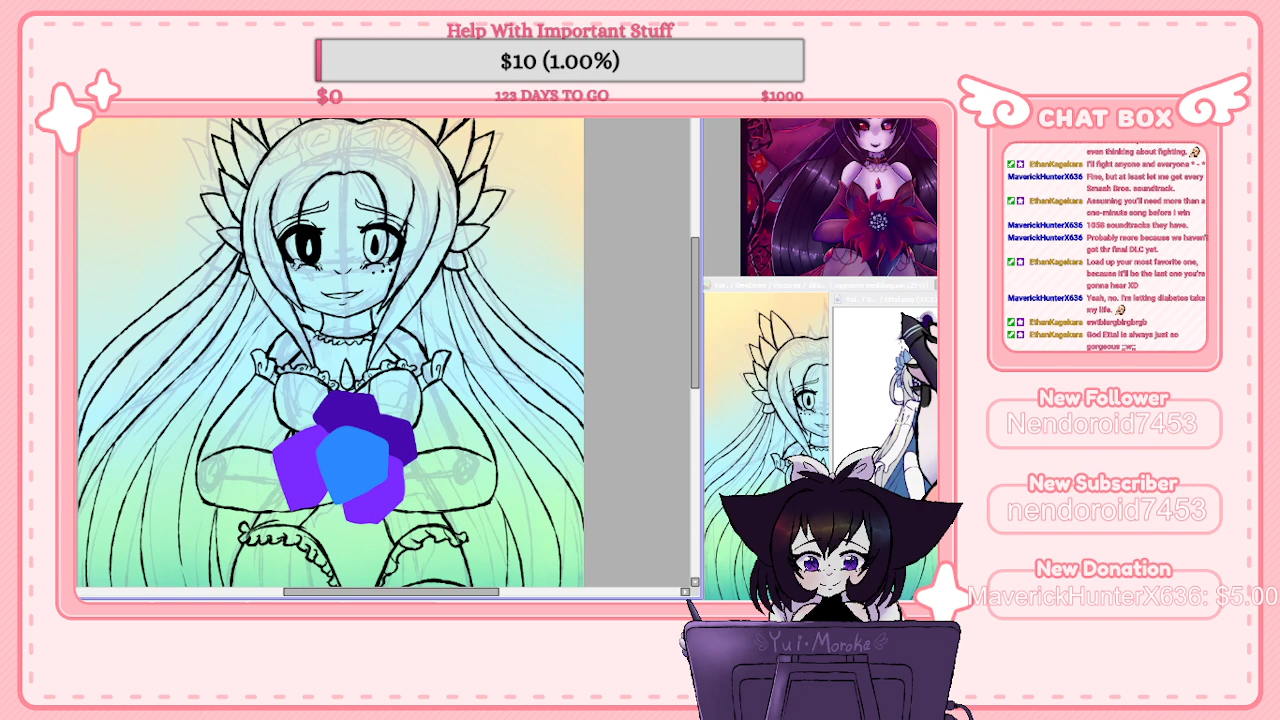 Help With Important Stuff
$10 (1.00%)
$0
123 DAYS TO GO
$1000
CHAT BOX
even thinking about fighting.
EthanKagekara I'll fight anyone and everyone * - *
MaverickHunterX636 Fine, but at least let me get every
Smash Bros. soundtrack.
EthanKagekara Assuming you'll need more than a
one-minute song before I win
MaverickHunterX636 1058 soundtracks they have.
MaverickHunterX636 Probably more because we haven't
got thr final DLC yet.
EthanKagekara Load up your most favorite one,
because it'll be the last one you're
gonna hear XD
MaverickHunterX636 Yeah, no. I'm letting diabetes take
my life.
EthanKagekara
EthanKagekara God Ettal is always just so
gorgeous ;;w;;
New Follower
Nendoroid7453
New Subscriber
nendoroid7453
New Donation
MaverickHunterX636: $5.00
Yui·Moroka